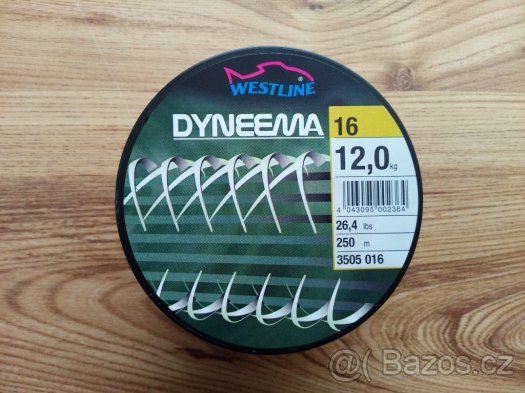 WESTLINE ®
DYNEEMA
16
12,0 kg
4 043095 002364
26,4 lbs
250 m
3505 016
Bazos.cz